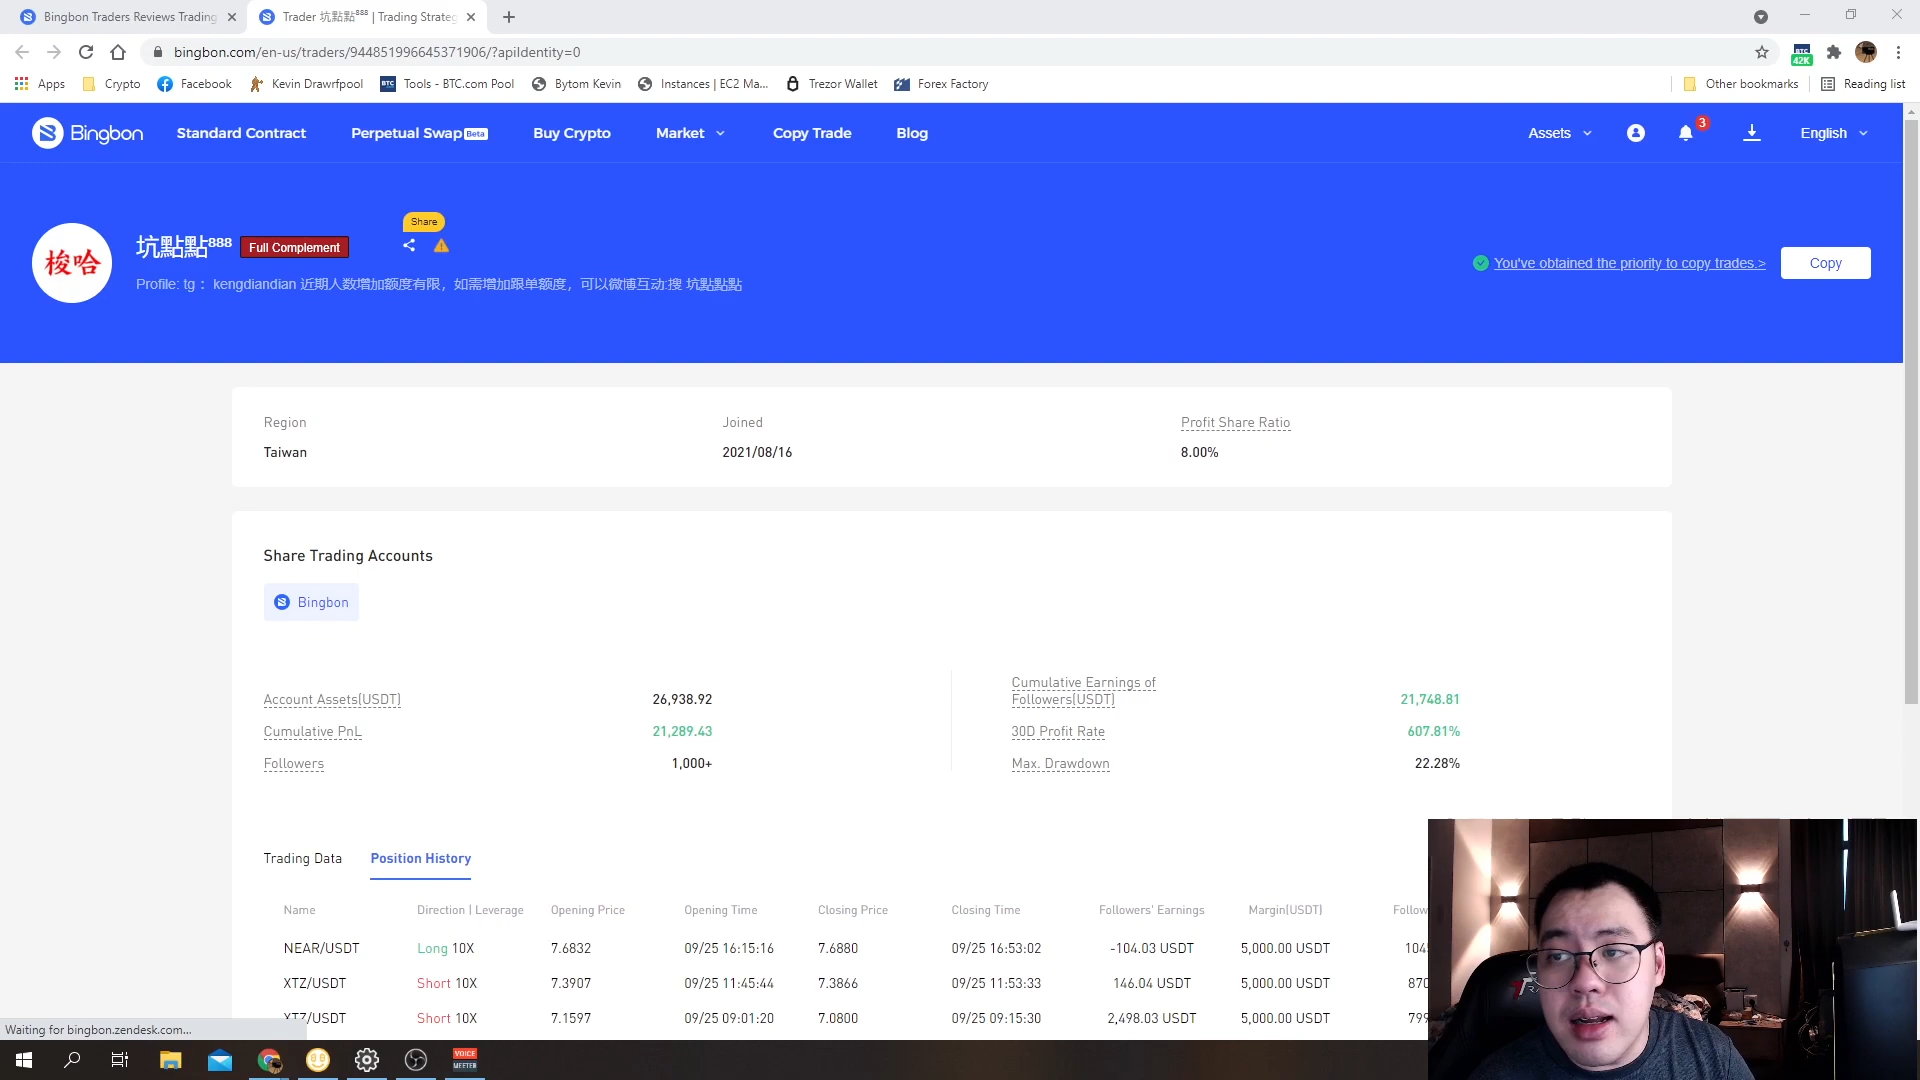 Bingbon Traders Reviews Trading
Trader 坑點點888 | Trading Strateg
bingbon.com/en-us/traders/944851996645371906/?apiIdentity=0
BTC
42K
Apps
Crypto
Facebook
Kevin Drawrfpool
BTC
Tools - BTC.com Pool
Bytom Kevin
Instances | EC2 Ma...
Trezor Wallet
Forex Factory
Other bookmarks
Reading list
Bingbon
Standard Contract
Perpetual Swap Beta
Buy Crypto
Market
Copy Trade
Blog
Assets
3
English
梭哈
坑點點888
Full Complement
Share
Profile: tg： kengdiandian 近期人数增加额度有限，如需增加跟单额度，可以微博互动:搜 坑點點點
You've obtained the priority to copy trades.>
Copy
Region
Joined
Profit Share Ratio
Taiwan
2021/08/16
8.00%
Share Trading Accounts
Bingbon
Account Assets(USDT) 26,938.92
Cumulative Earnings of
Followers(USDT) 21,748.81
Cumulative PnL 21,289.43
30D Profit Rate 607.81%
Followers 1,000+
Max. Drawdown 22.28%
Trading Data
Position History
Name Direction | Leverage Opening Price Opening Time Closing Price Closing Time Followers' Earnings Margin(USDT) Follow
NEAR/USDT Long 10X 7.6832 09/25 16:15:16 7.6880 09/25 16:53:02 -104.03 USDT 5,000.00 USDT 104
XTZ/USDT Short 10X 7.3907 09/25 11:45:44 7.3866 09/25 11:53:33 146.04 USDT 5,000.00 USDT 870
XTZ/USDT Short 10X 7.1597 09/25 09:01:20 7.0800 09/25 09:15:30 2,498.03 USDT 5,000.00 USDT 799
Waiting for bingbon.zendesk.com...
VOICE
MEETER